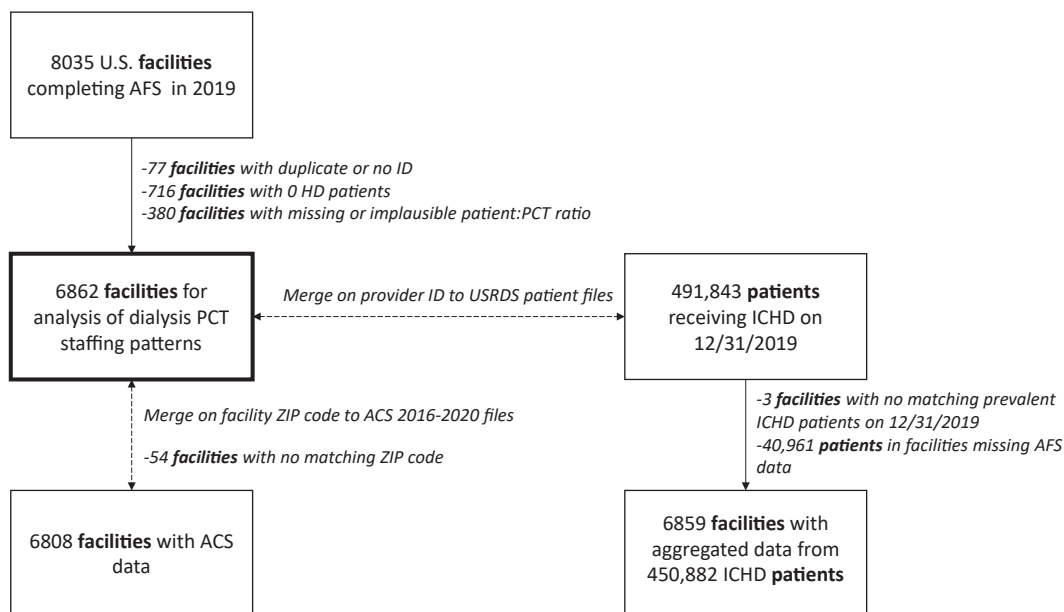 8035 U.S. facilities
completing AFS in 2019
-77 facilities with duplicate or no ID
-716 facilities with 0 HD patients
-380 facilities with missing or implausible patient:PCT ratio
6862 facilities for
analysis of dialysis PCT
staffing patterns
Merge on provider ID to USRDS patient files
491,843 patients
receiving ICHD on
12/31/2019
Merge on facility ZIP code to ACS 2016-2020 files
-54 facilities with no matching ZIP code
-3 facilities with no matching prevalent
ICHD patients on 12/31/2019
-40,961 patients in facilities missing AFS
data
6808 facilities with ACS
data
6859 facilities with
aggregated data from
450,882 ICHD patients